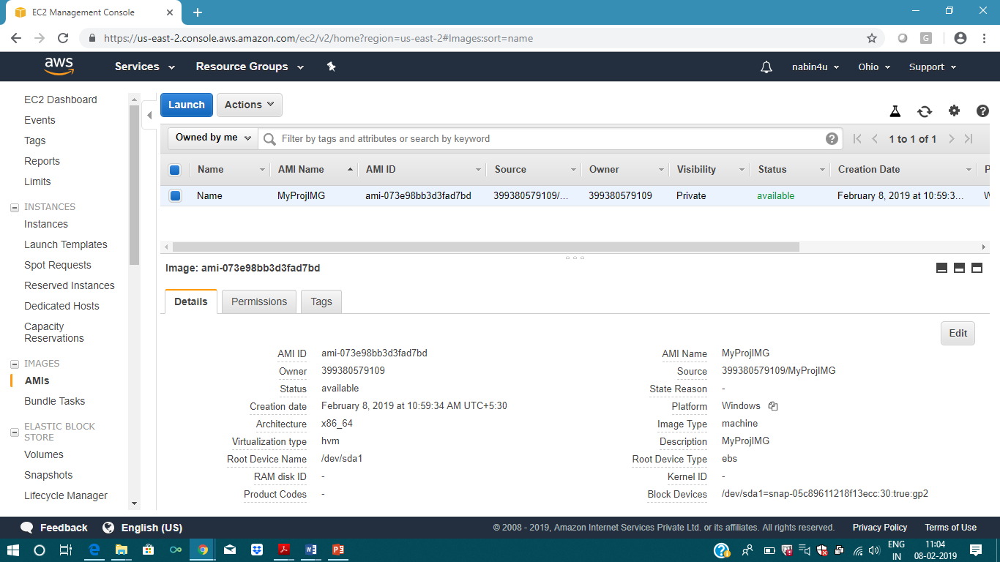 EC2 Management Console
https://us-east-2.console.aws.amazon.com/ec2/v2/home?region=us-east-2#Images:sort=name
G
aws
Services
Resource Groups
nabin4u
Ohio
Support
EC2 Dashboard
Events
Tags
Reports
Limits
INSTANCES
Instances
Launch Templates
Spot Requests
Reserved Instances
Dedicated Hosts
Capacity
Reservations
IMAGES
AMIs
Bundle Tasks
ELASTIC BLOCK
STORE
Volumes
Snapshots
Lifecycle Manager
Launch
Actions
Owned by me
Filter by tags and attributes or search by keyword
1 to 1 of 1
Name AMI Name AMI ID Source Owner Visibility Status Creation Date P
Name MyProjIMG ami-073e98bb3d3fad7bd 399380579109/... 399380579109 Private available February 8, 2019 at 10:59:3... W
Image: ami-073e98bb3d3fad7bd
Details
Permissions
Tags
Edit
AMI ID ami-073e98bb3d3fad7bd
Owner 399380579109
Status available
Creation date February 8, 2019 at 10:59:34 AM UTC+5:30
Architecture x86_64
Virtualization type hvm
Root Device Name /dev/sda1
RAM disk ID -
Product Codes -
AMI Name MyProjIMG
Source 399380579109/MyProjIMG
State Reason -
Platform Windows
Image Type machine
Description MyProjIMG
Root Device Type ebs
Kernel ID -
Block Devices /dev/sda1=snap-05c89611218f13ecc:30:true:gp2
Feedback
English (US)
© 2008 - 2019, Amazon Internet Services Private Ltd. or its affiliates. All rights reserved.
Privacy Policy
Terms of Use
ENG
IN
11:04
08-02-2019